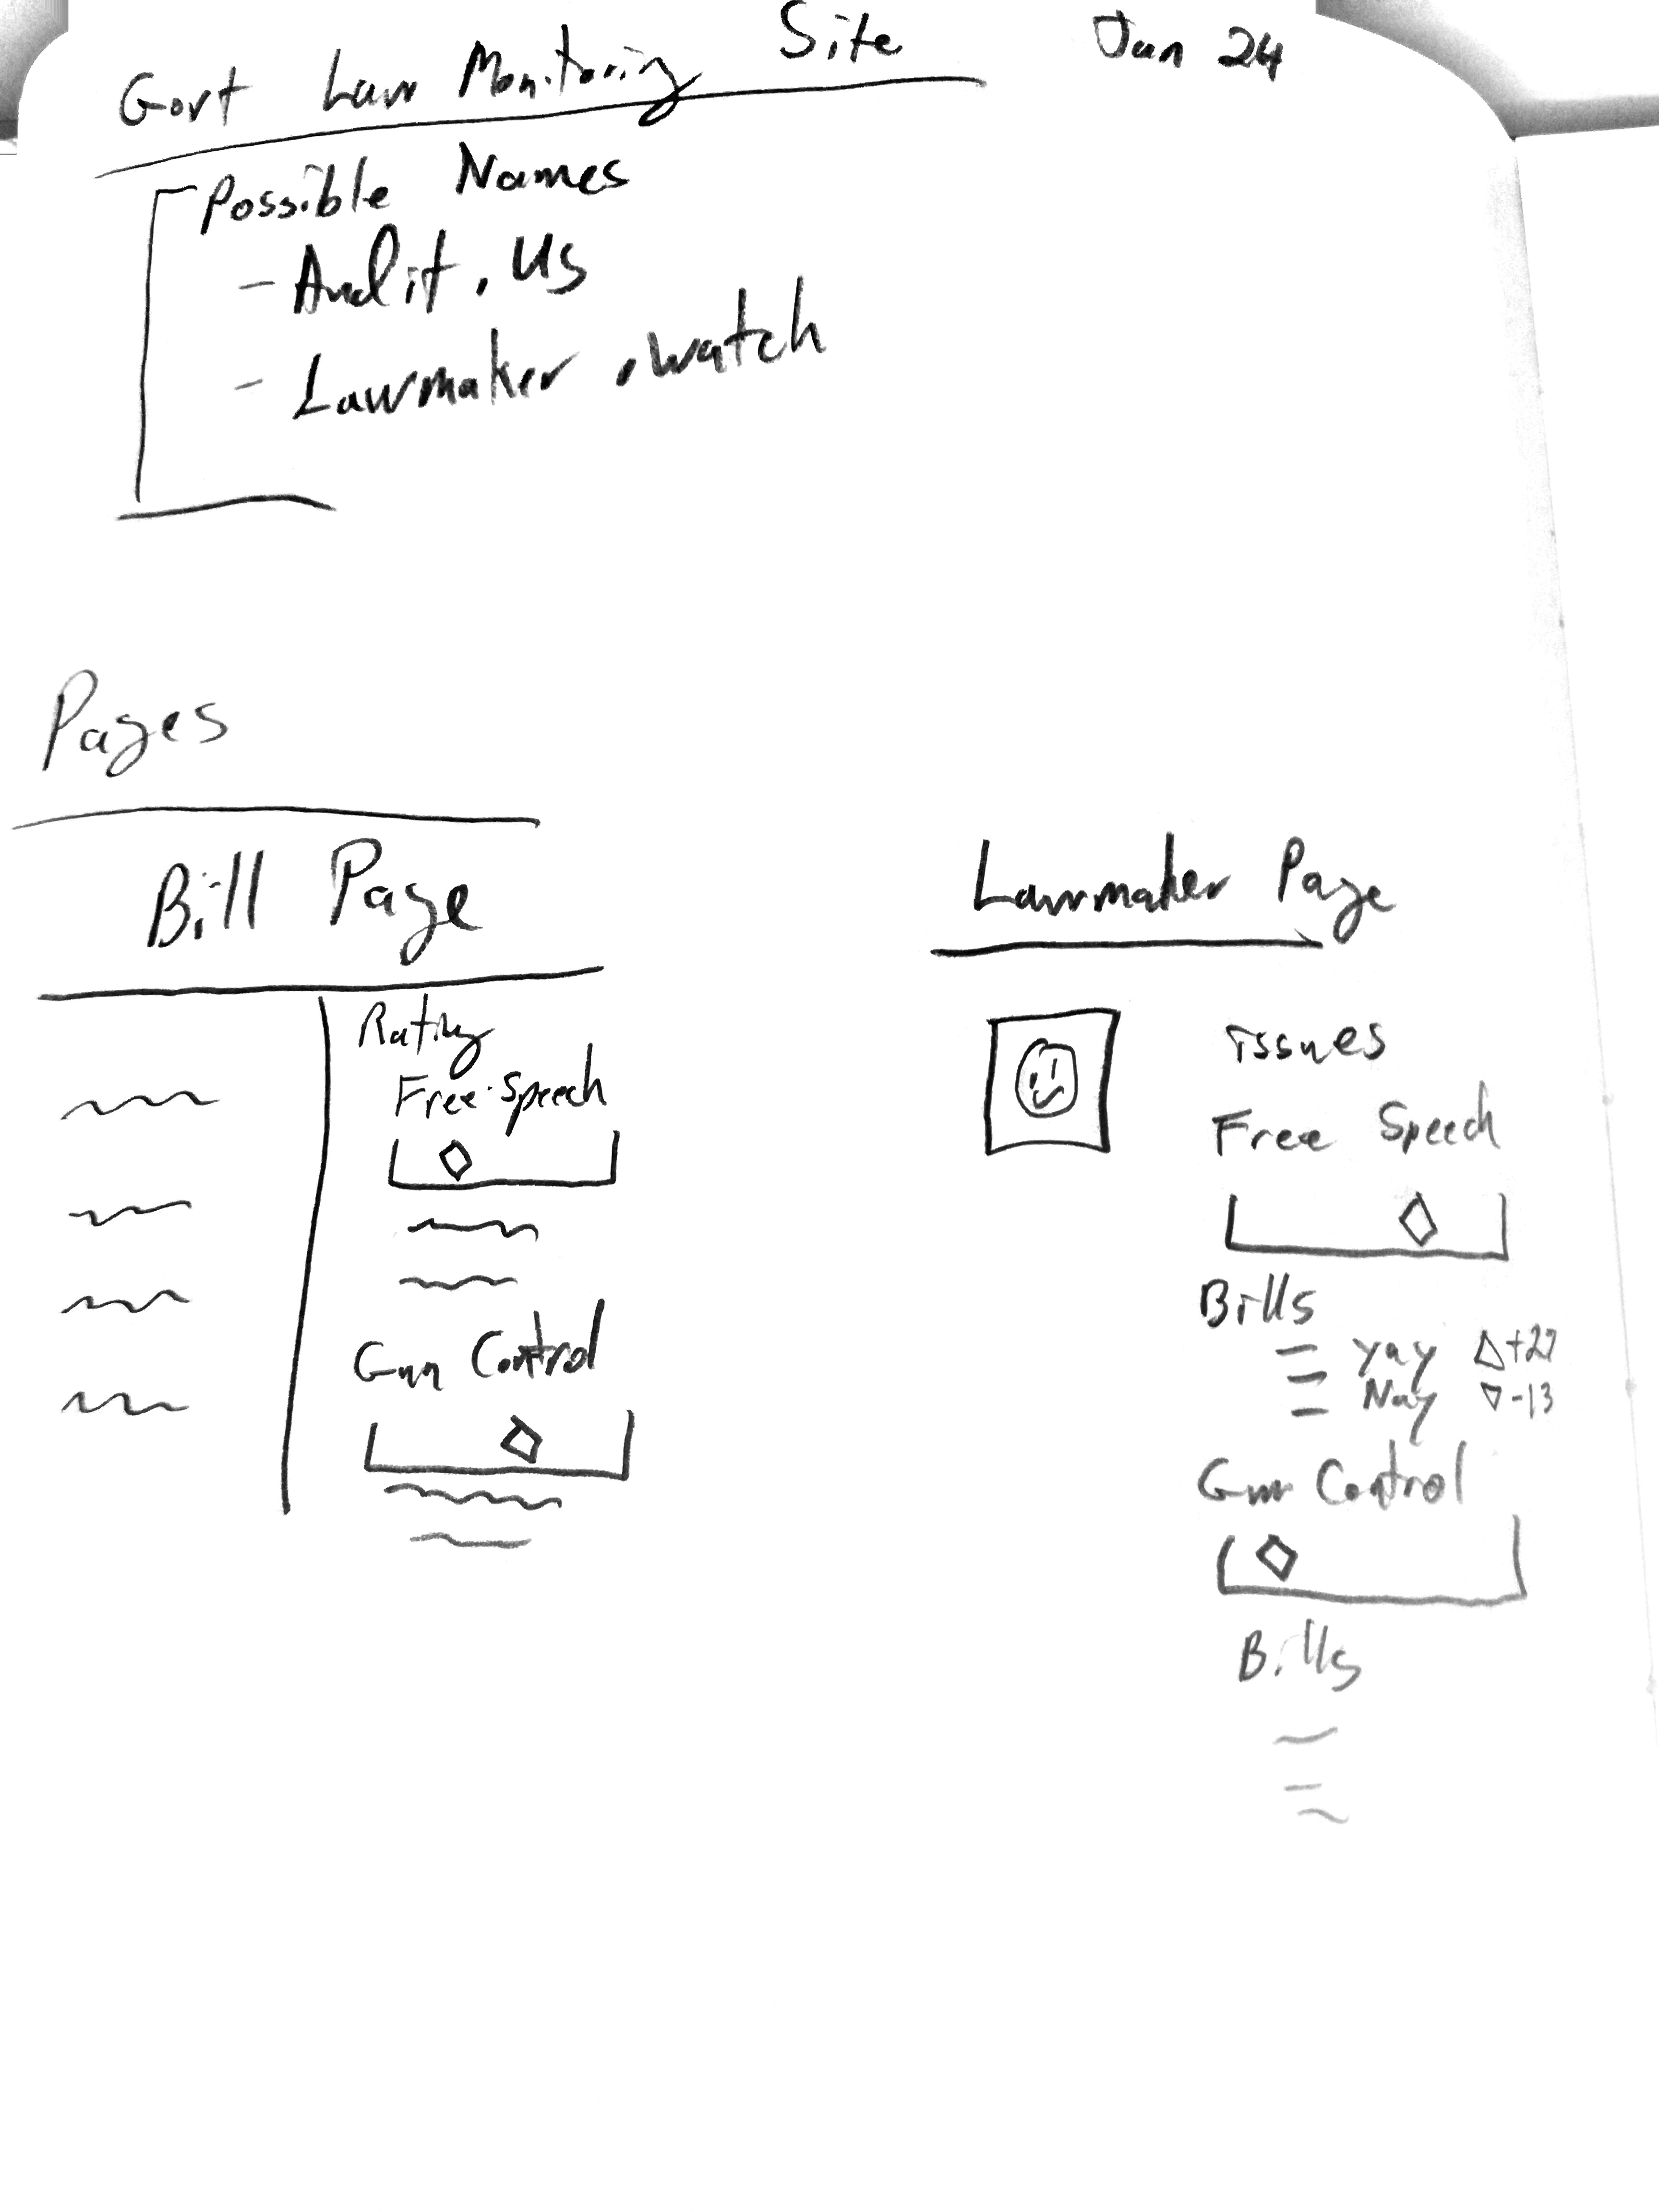 Govt Law Monitoring Site Jan 24
Possible Names
- Audit.us
- Lawmaker.watch
Pages
Bill Page
Rating
Free Speech
Gun Control
Lawmaker Page
issues
Free Speech
Bills
yay △+27
Nay ▽-13
Gun Control
Bills